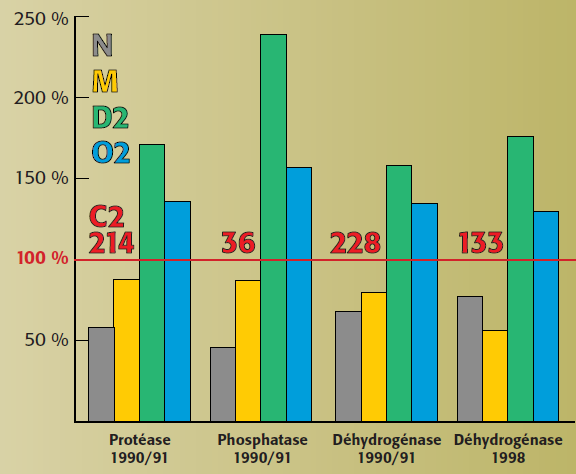 250 %
N
M
200 %
D2
O2
150 %
C2
214 36 228 133
100 %
50 %
Protéase Phosphatase Déhydrogénase Déhydrogénase
1990/91 1990/91 1990/91 1998